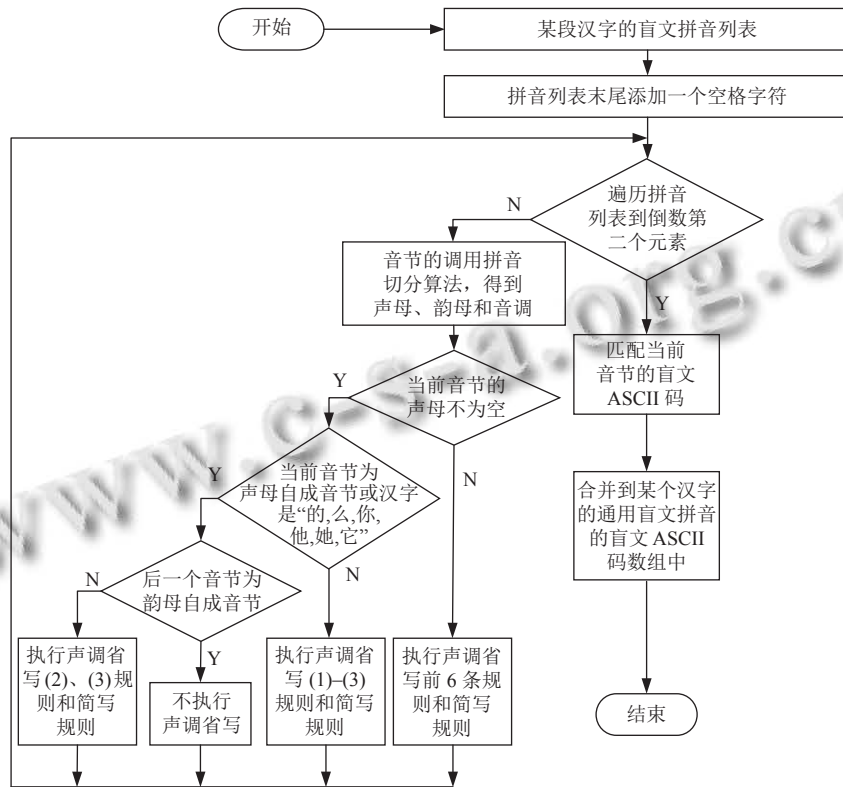 开始
某段汉字的盲文拼音列表
拼音列表末尾添加一个空格字符
遍历拼音
列表到倒数第
二个元素
N
Y
音节的调用拼音
切分算法，得到
声母、韵母和音调
匹配当前
音节的盲文
ASCII 码
当前音节的
声母不为空
Y
N
当前音节为
声母自成音节或汉字
是“的,么,你,
他,她,它”
Y
N
合并到某个汉字
的通用盲文拼音
的盲文 ASCII
码数组中
后一个音节为
韵母自成音节
N
Y
执行声调省
写 (2)、(3) 规
则和简写
规则
不执行
声调省写
执行声调省
写 (1)–(3)
规则和简写
规则
执行声调省
写前 6 条规
则和简写
规则
结束
www.c-s-a.org.c